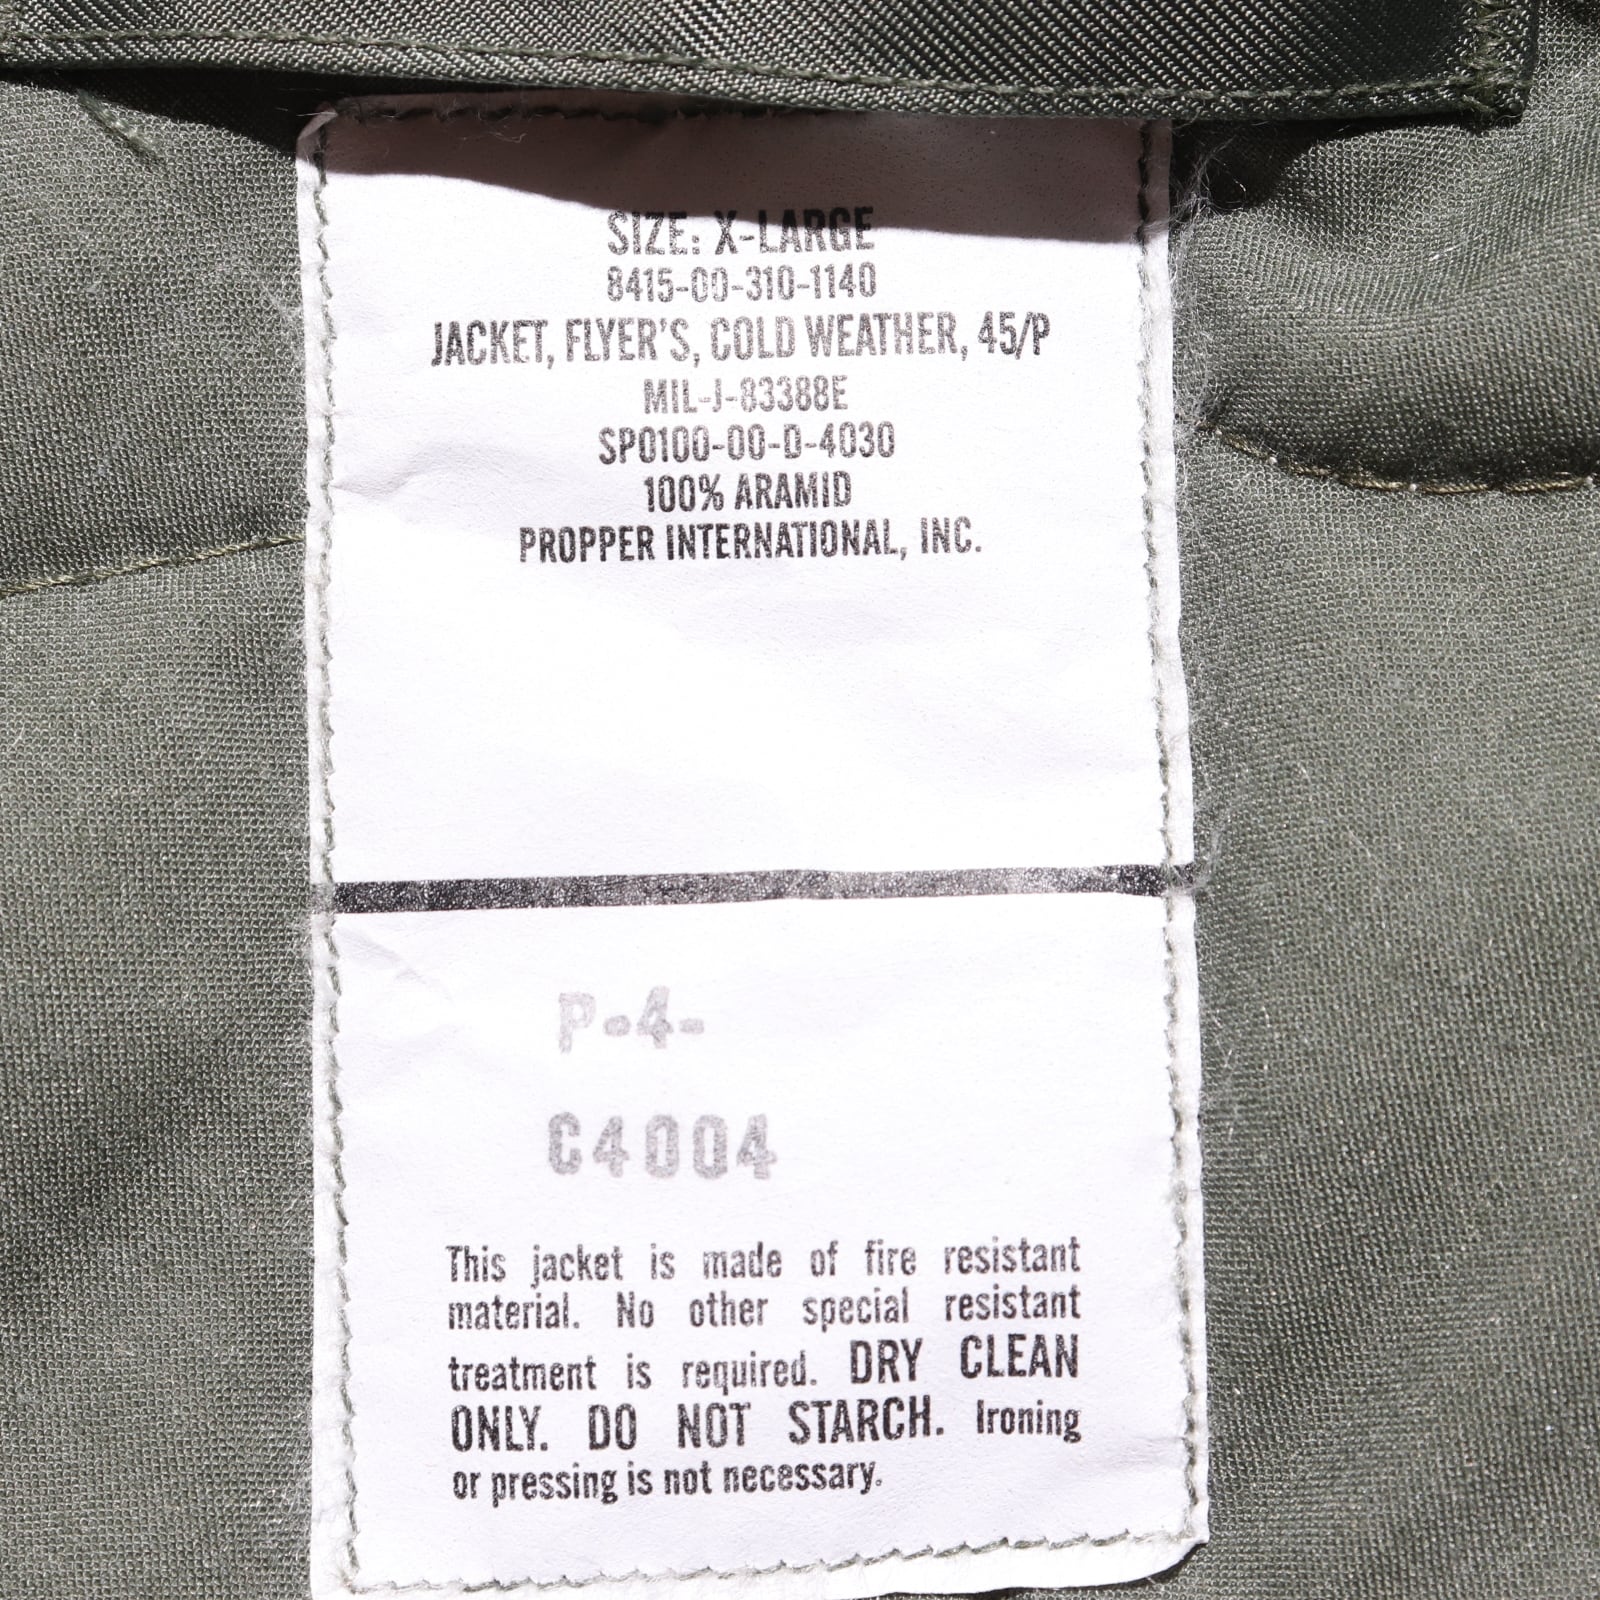 SIZE: X-LARGE
8415-00-310-1140
JACKET, FLYER'S, COLD WEATHER, 45/P
MIL-J-83388E
SP0100-00-D-4030
100% ARAMID
PROPPER INTERNATIONAL, INC.
P-4-
C4004
This jacket is made of fire resistant
material. No other special resistant
treatment is required. DRY CLEAN
ONLY. DO NOT STARCH. Ironing
or pressing is not necessary.